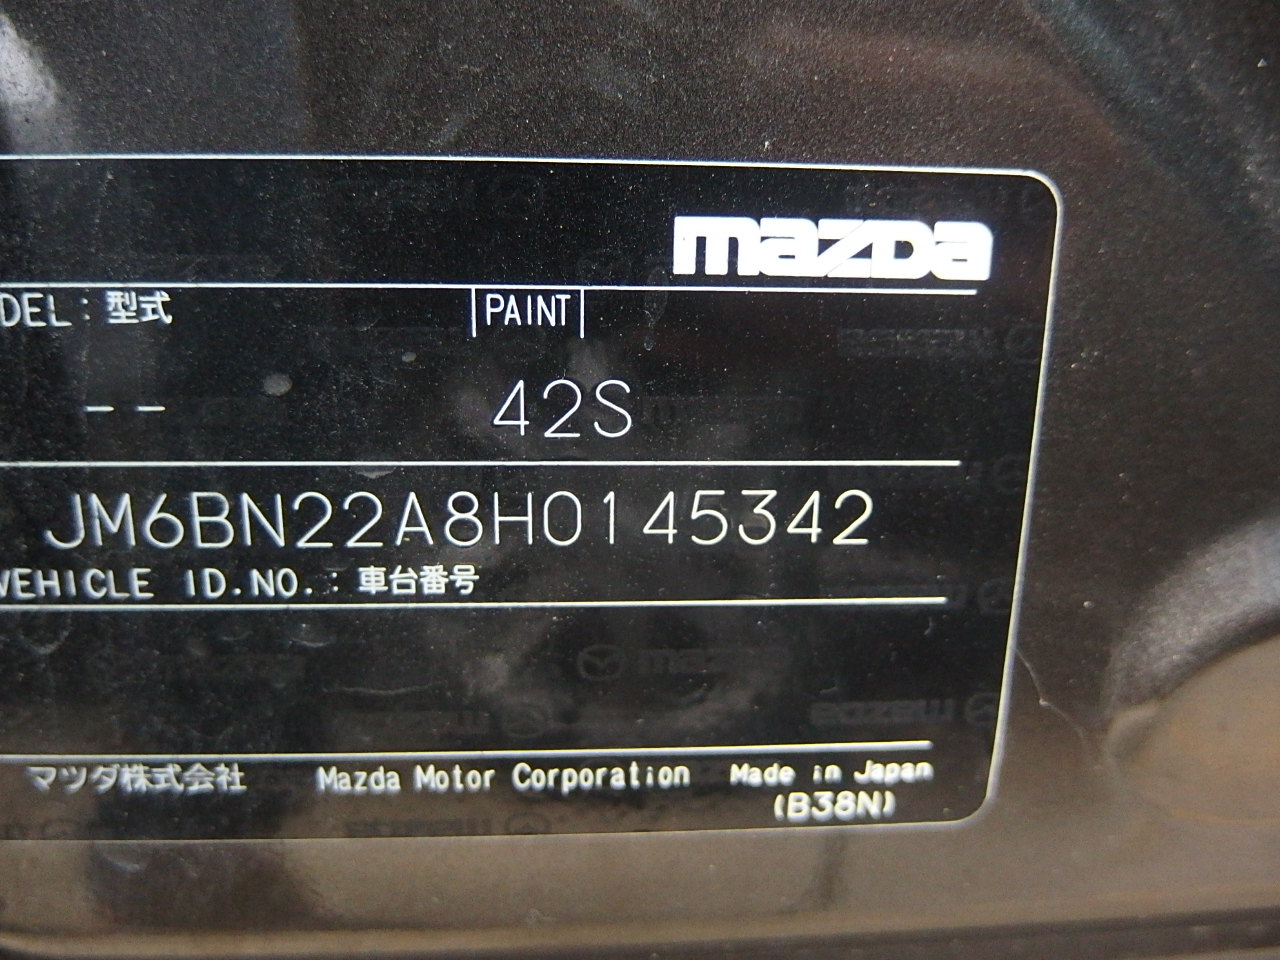 mazda
DEL : 型式 PAINT
-- 42S
JM6BN22A8H0145342
VEHICLE ID.NO. : 車台番号
マツダ株式会社 Mazda Motor Corporation Made in Japan
(B38N)